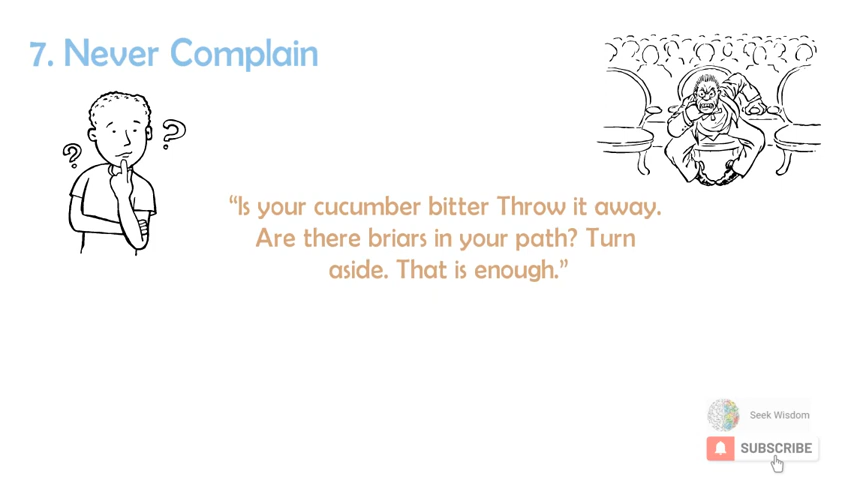 7. Never Complain
?
?
“Is your cucumber bitter Throw it away.
Are there briars in your path? Turn
aside. That is enough.”
Seek Wisdom
SUBSCRIBE